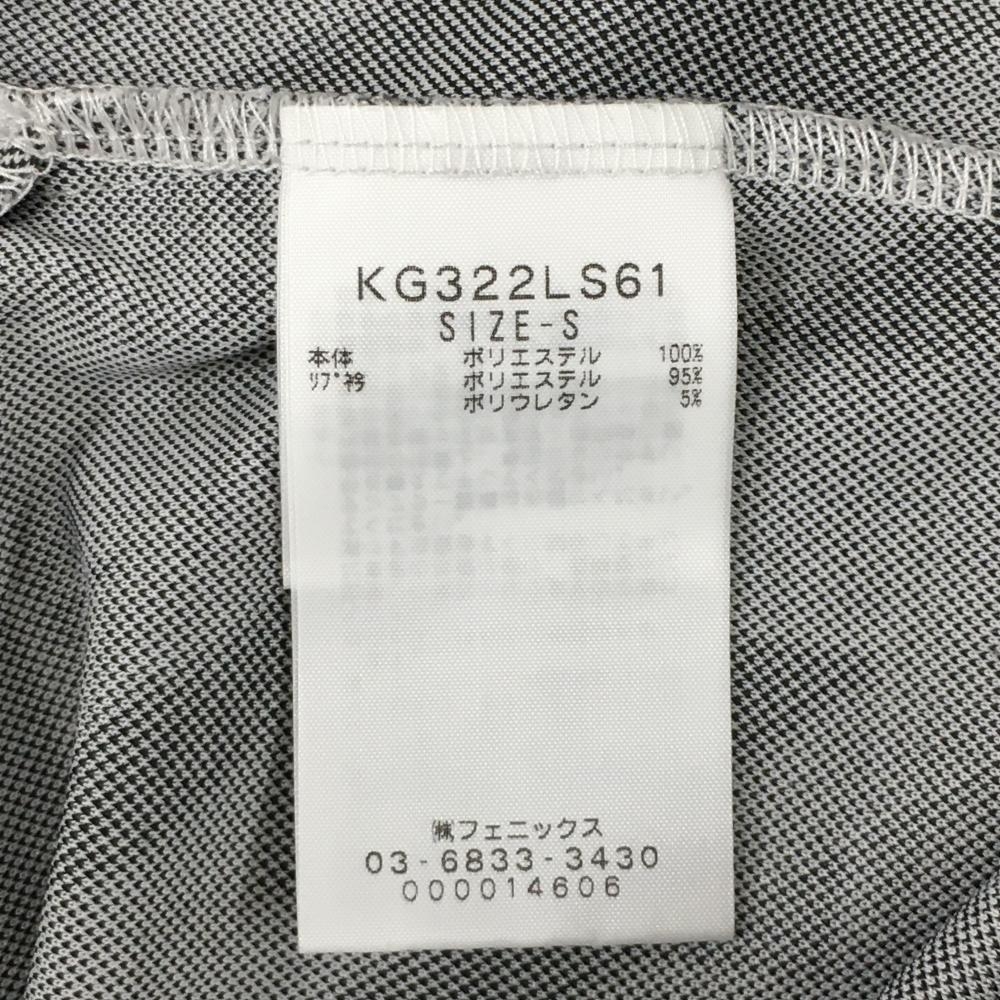 KG322LS61
SIZE-S
本体 ポリエステル 100%
ﾘﾌﾞ衿 ポリエステル 95%
ポリウレタン 5%
㈱フェニックス
03-6833-3430
000014606